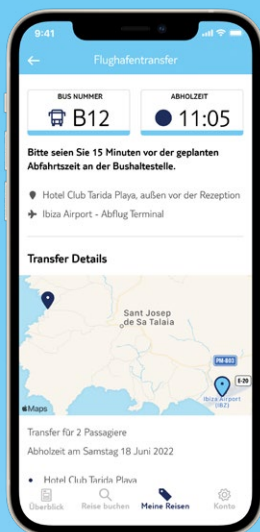 9:41
Flughafentransfer
BUS NUMMER
B12
ABHOLZEIT
11:05
Bitte seien Sie 15 Minuten vor der geplanten
Abfahrtszeit an der Bushaltestelle.
Hotel Club Tarida Playa, außen vor der Rezeption
Ibiza Airport - Abflug Terminal
Transfer Details
Sant Josep
de Sa Talaia
PM-803
E-20
Ibiza Airport
(IBZ)
Maps
Transfer für 2 Passagiere
Abholzeit am Samstag 18 Juni 2022
Hotel Club Tarida Playa
Überblick
Reise buchen
Meine Reisen
Konto